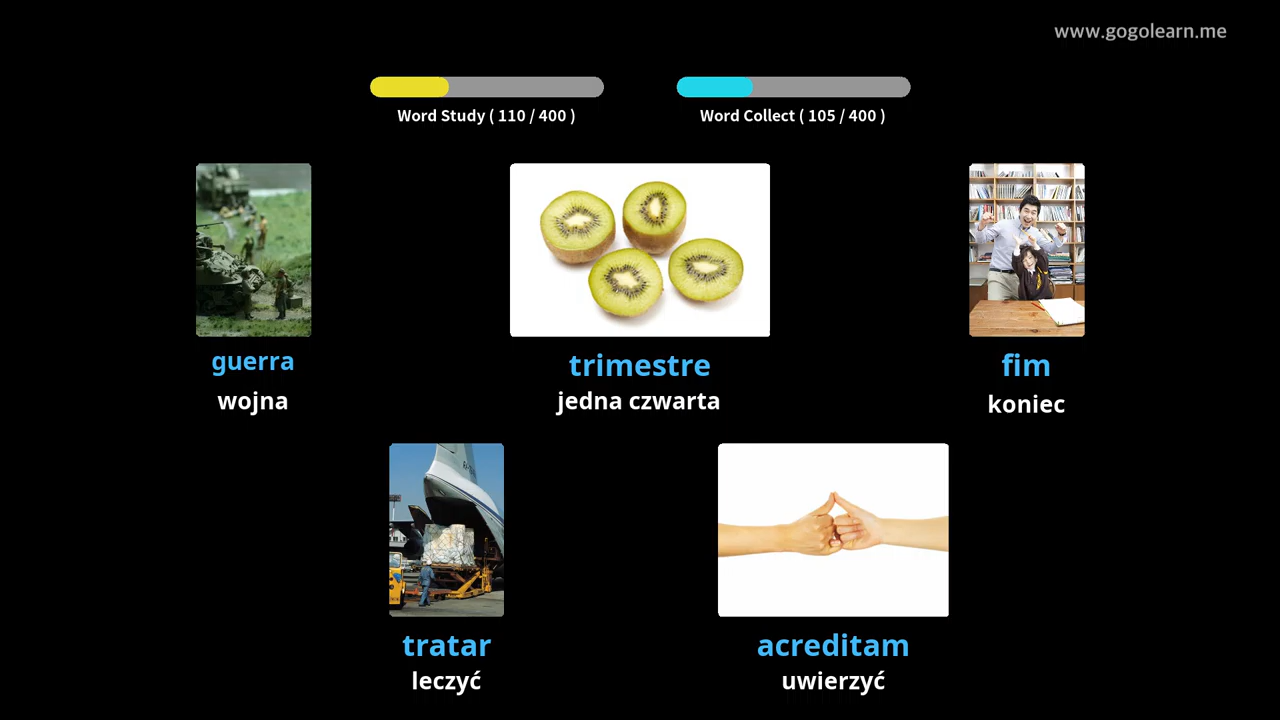 www.gogolearn.me
Word Study ( 110 / 400 )
Word Collect ( 105 / 400 )
guerra
wojna
trimestre
jedna czwarta
fim
koniec
tratar
leczyć
acreditam
uwierzyć